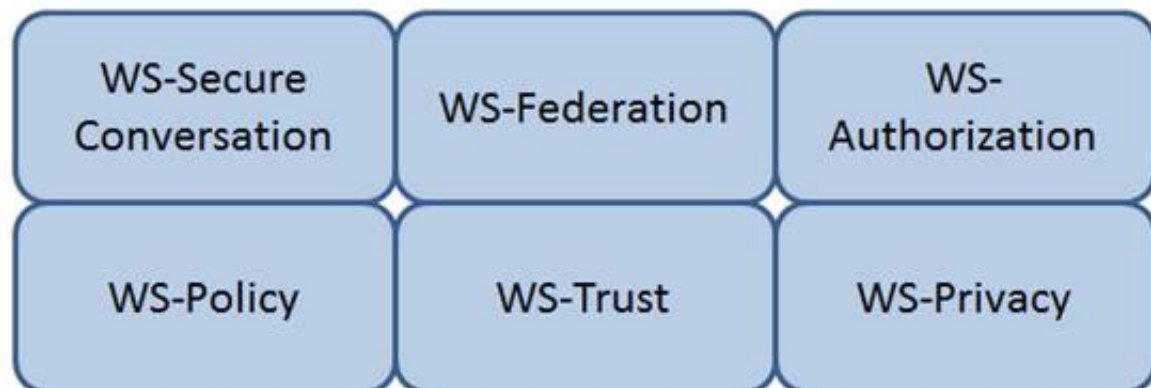 WS-Secure
Conversation
WS-Federation
WS-
Authorization
WS-Policy
WS-Trust
WS-Privacy